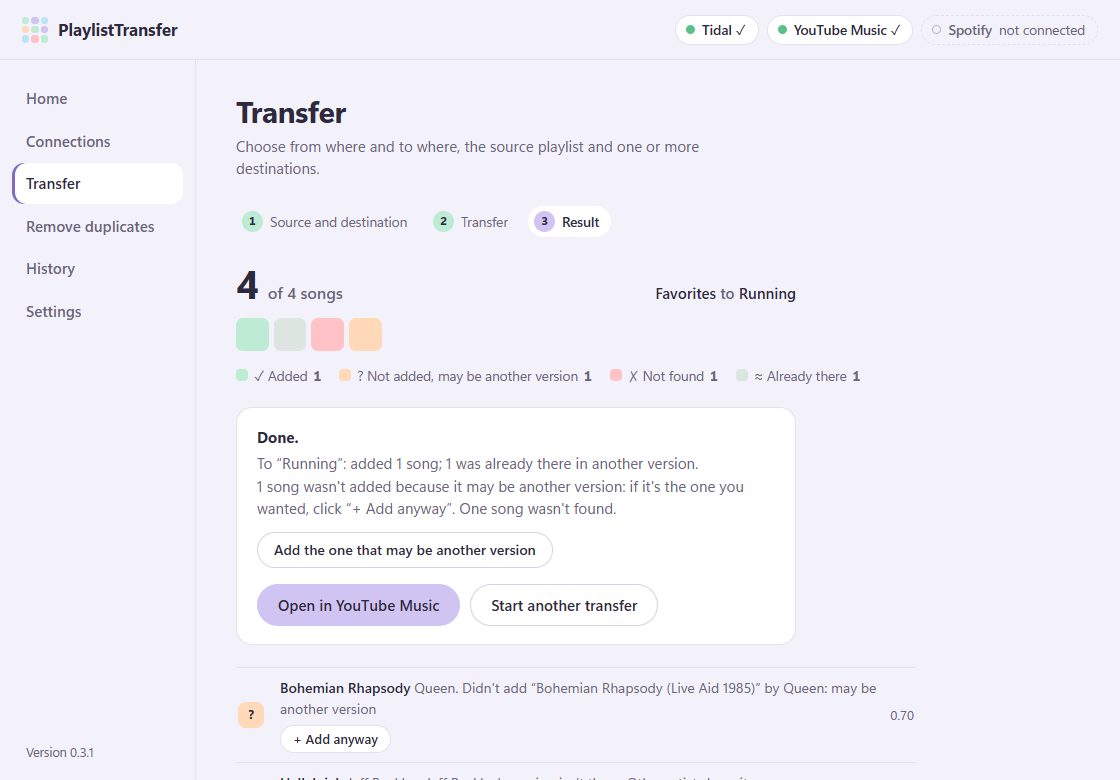 PlaylistTransfer
Tidal ✓
YouTube Music ✓
Spotify not connected
Home
Connections
Transfer
Remove duplicates
History
Settings
Version 0.3.1
Transfer
Choose from where and to where, the source playlist and one or more
destinations.
1 Source and destination
2 Transfer
3 Result
4 of 4 songs
Favorites to Running
✓ Added 1
? Not added, may be another version 1
✗ Not found 1
≈ Already there 1
Done.
To “Running”: added 1 song; 1 was already there in another version.
1 song wasn't added because it may be another version: if it's the one you
wanted, click “+ Add anyway”. One song wasn't found.
Add the one that may be another version
Open in YouTube Music
Start another transfer
?
Bohemian Rhapsody Queen. Didn't add “Bohemian Rhapsody (Live Aid 1985)” by Queen: may be
another version
0.70
+ Add anyway